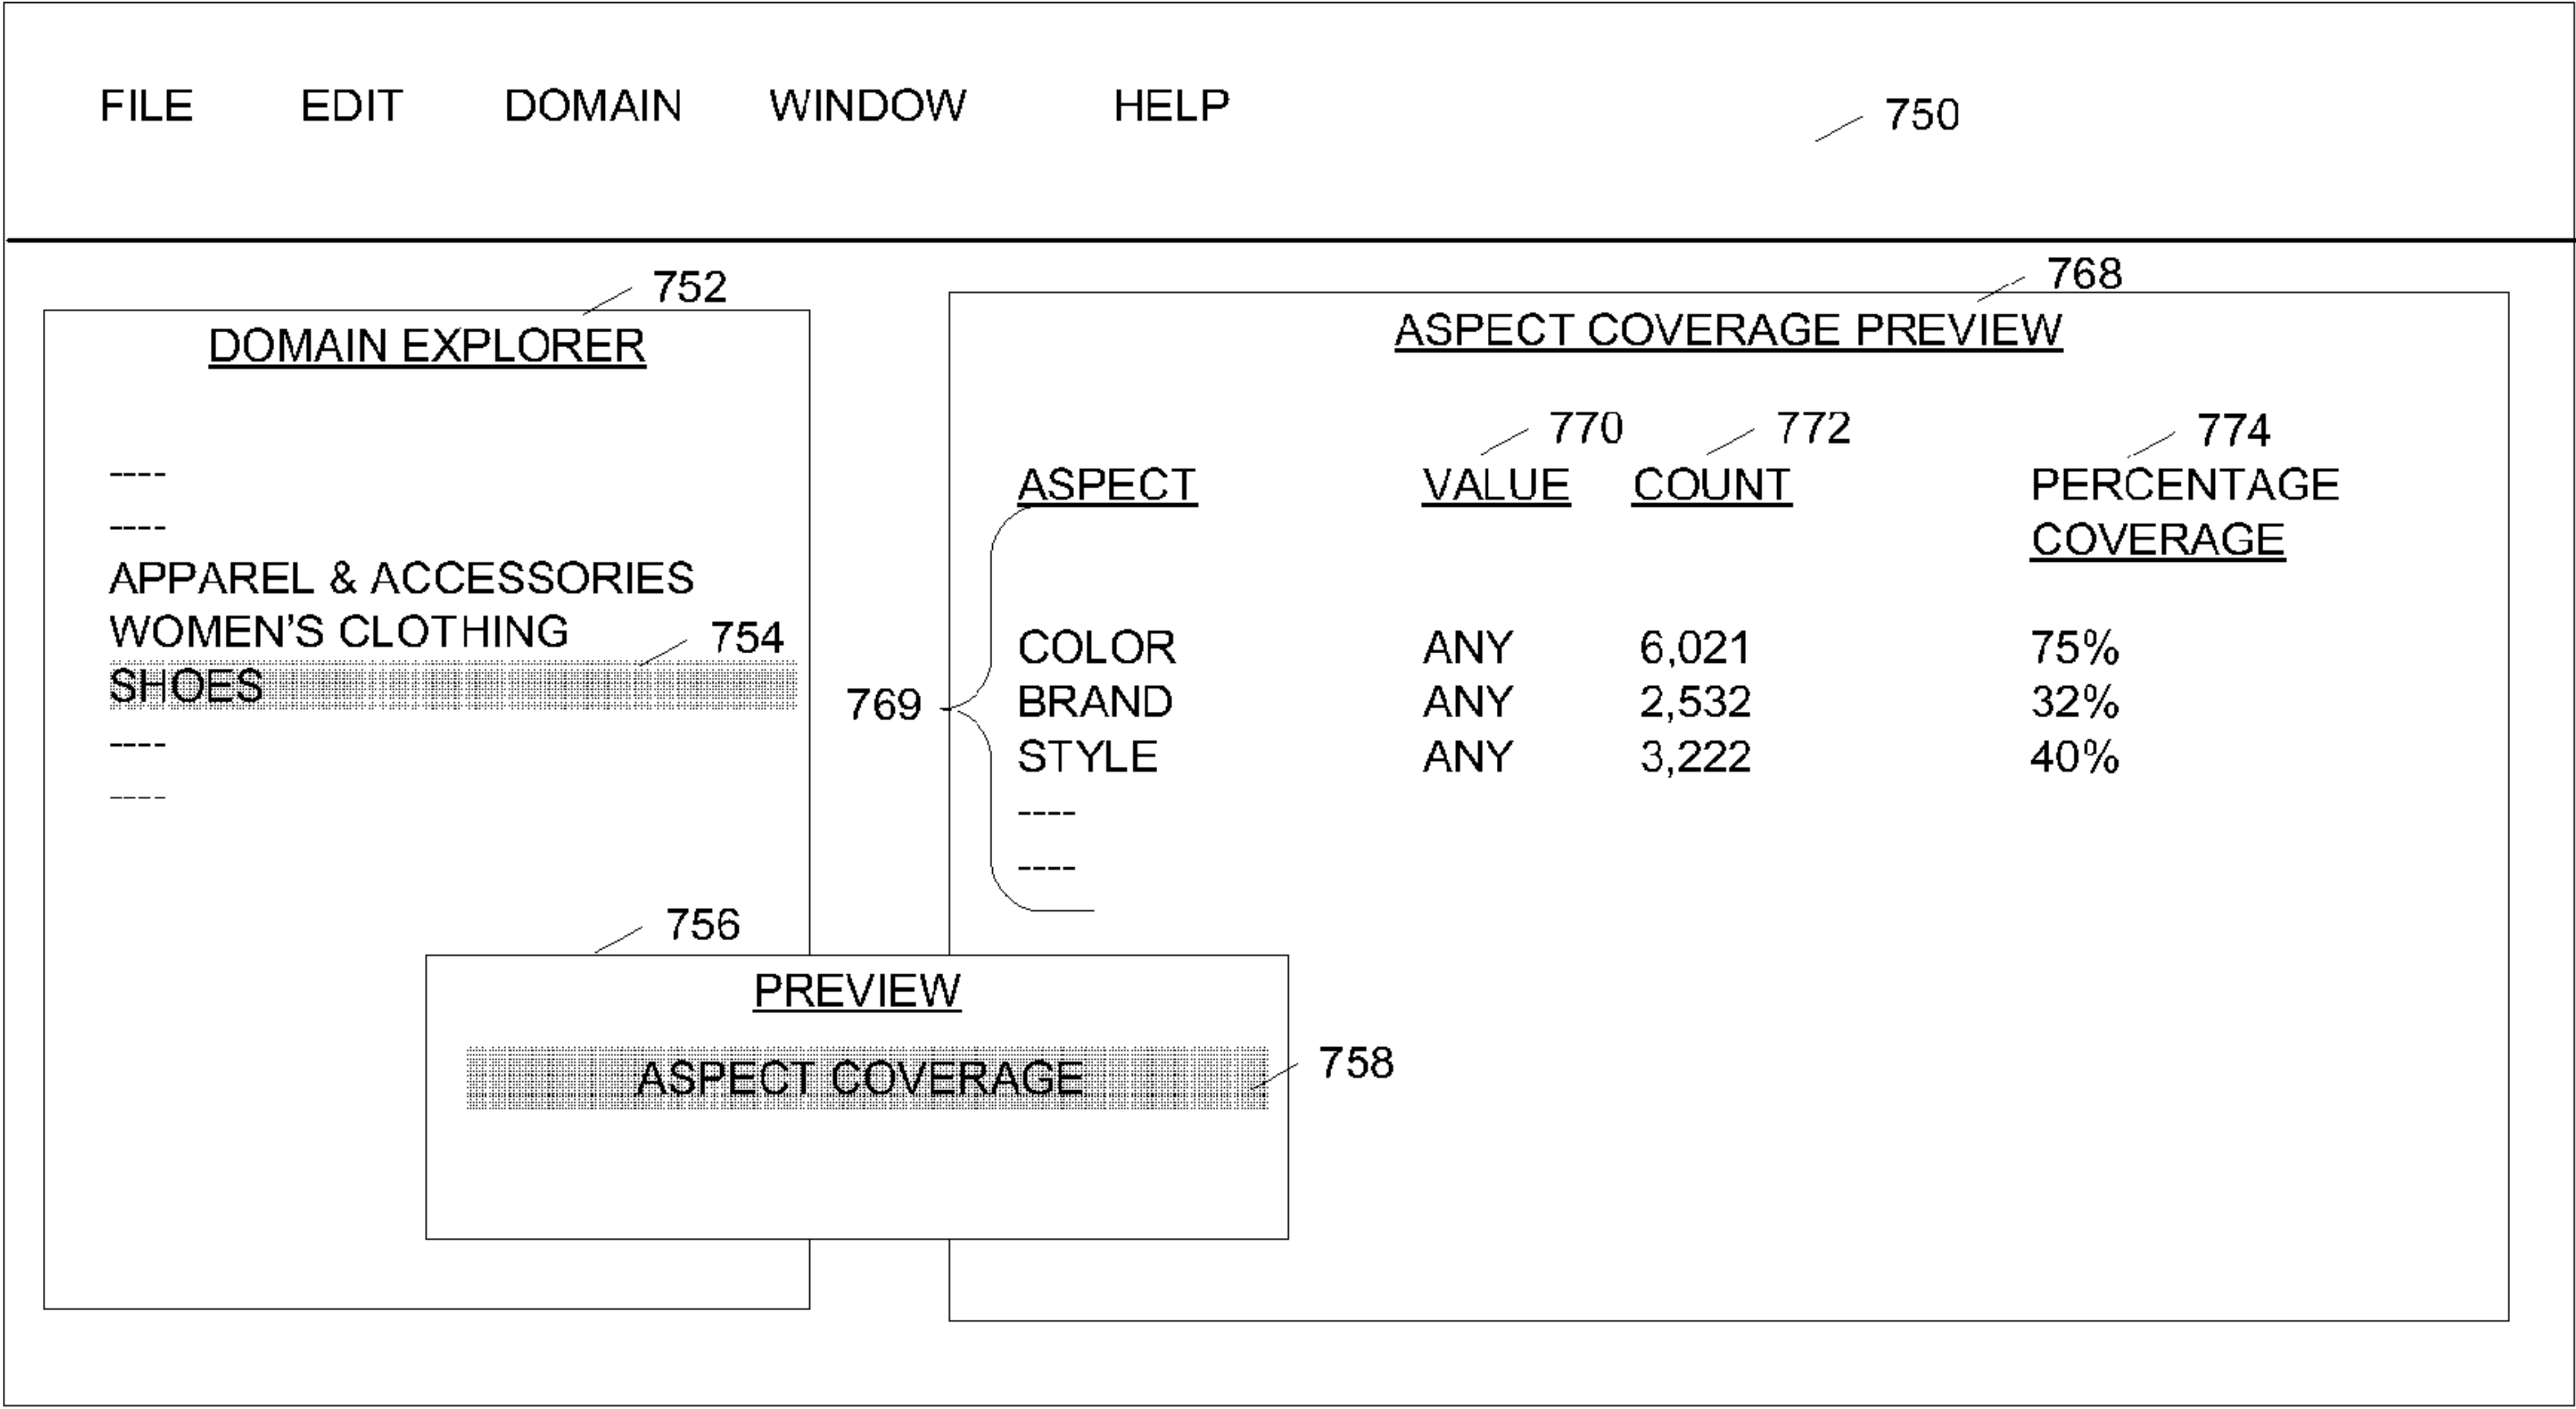 FILE EDIT DOMAIN WINDOW HELP
750
752
DOMAIN EXPLORER
----
----
APPAREL & ACCESSORIES
WOMEN'S CLOTHING
754
SHOES
----
----
768
ASPECT COVERAGE PREVIEW
770 772 774
ASPECT VALUE COUNT PERCENTAGE
COVERAGE
COLOR ANY 6,021 75%
769 BRAND ANY 2,532 32%
STYLE ANY 3,222 40%
----
----
756
PREVIEW
ASPECT COVERAGE 758